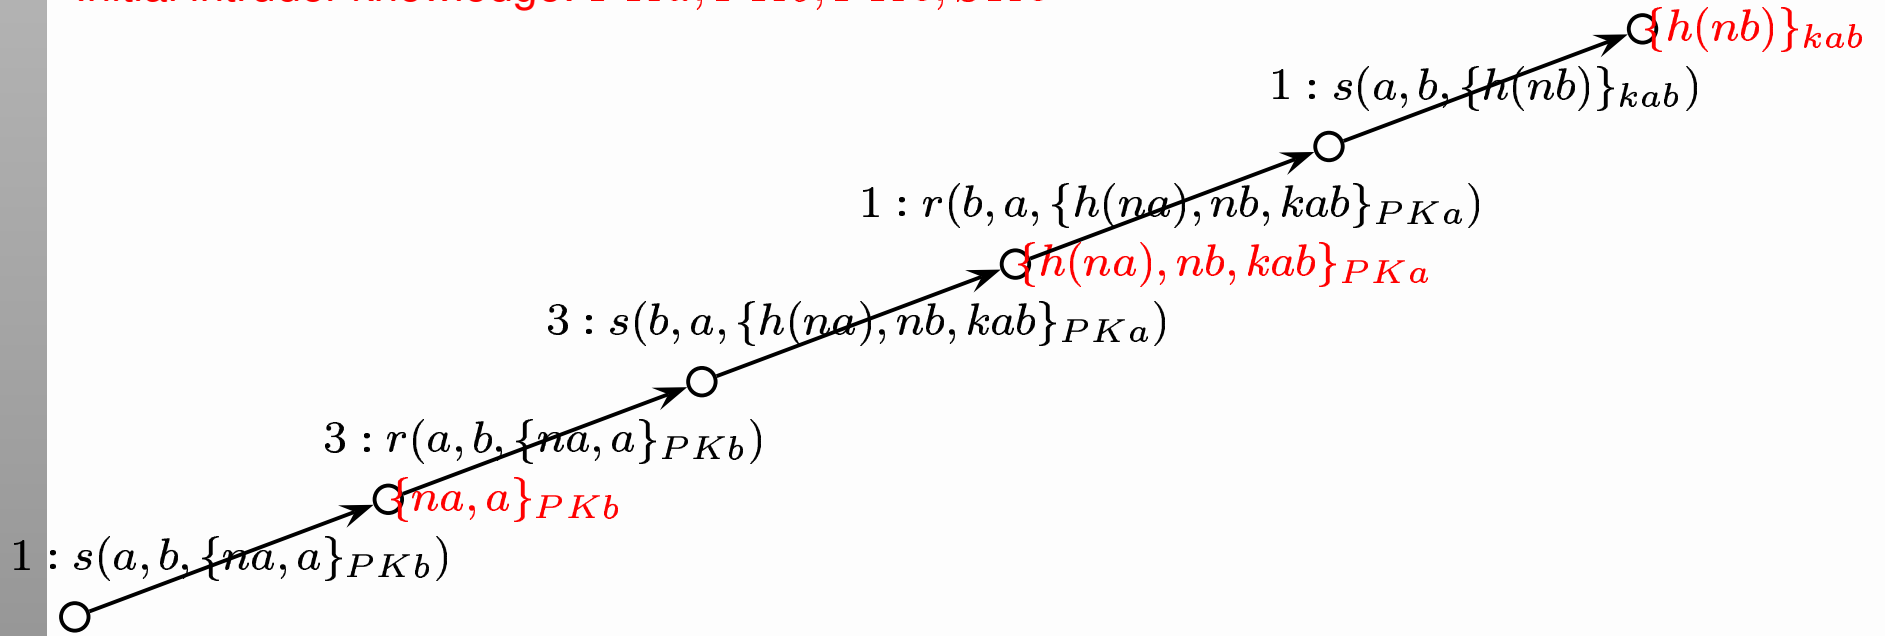 {h(nb)}kab
1 : s(a, b, {h(nb)}kab)
1 : r(b, a, {h(na), nb, kab}PKa)
{h(na), nb, kab}PKa
3 : s(b, a, {h(na), nb, kab}PKa)
3 : r(a, b, {na, a}PKb)
{na, a}PKb
1 : s(a, b, {na, a}PKb)